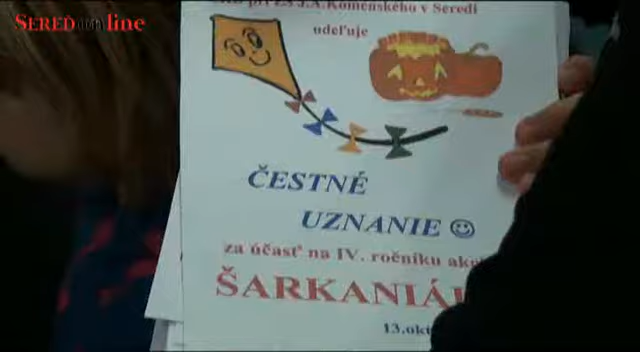 SEREDonline
pri ZŠ J.A.Komenského v Seredi
udeľuje
ČESTNÉ
UZNANIE
za účasť na IV. ročníku
ŠARKANIÁ
13.okt